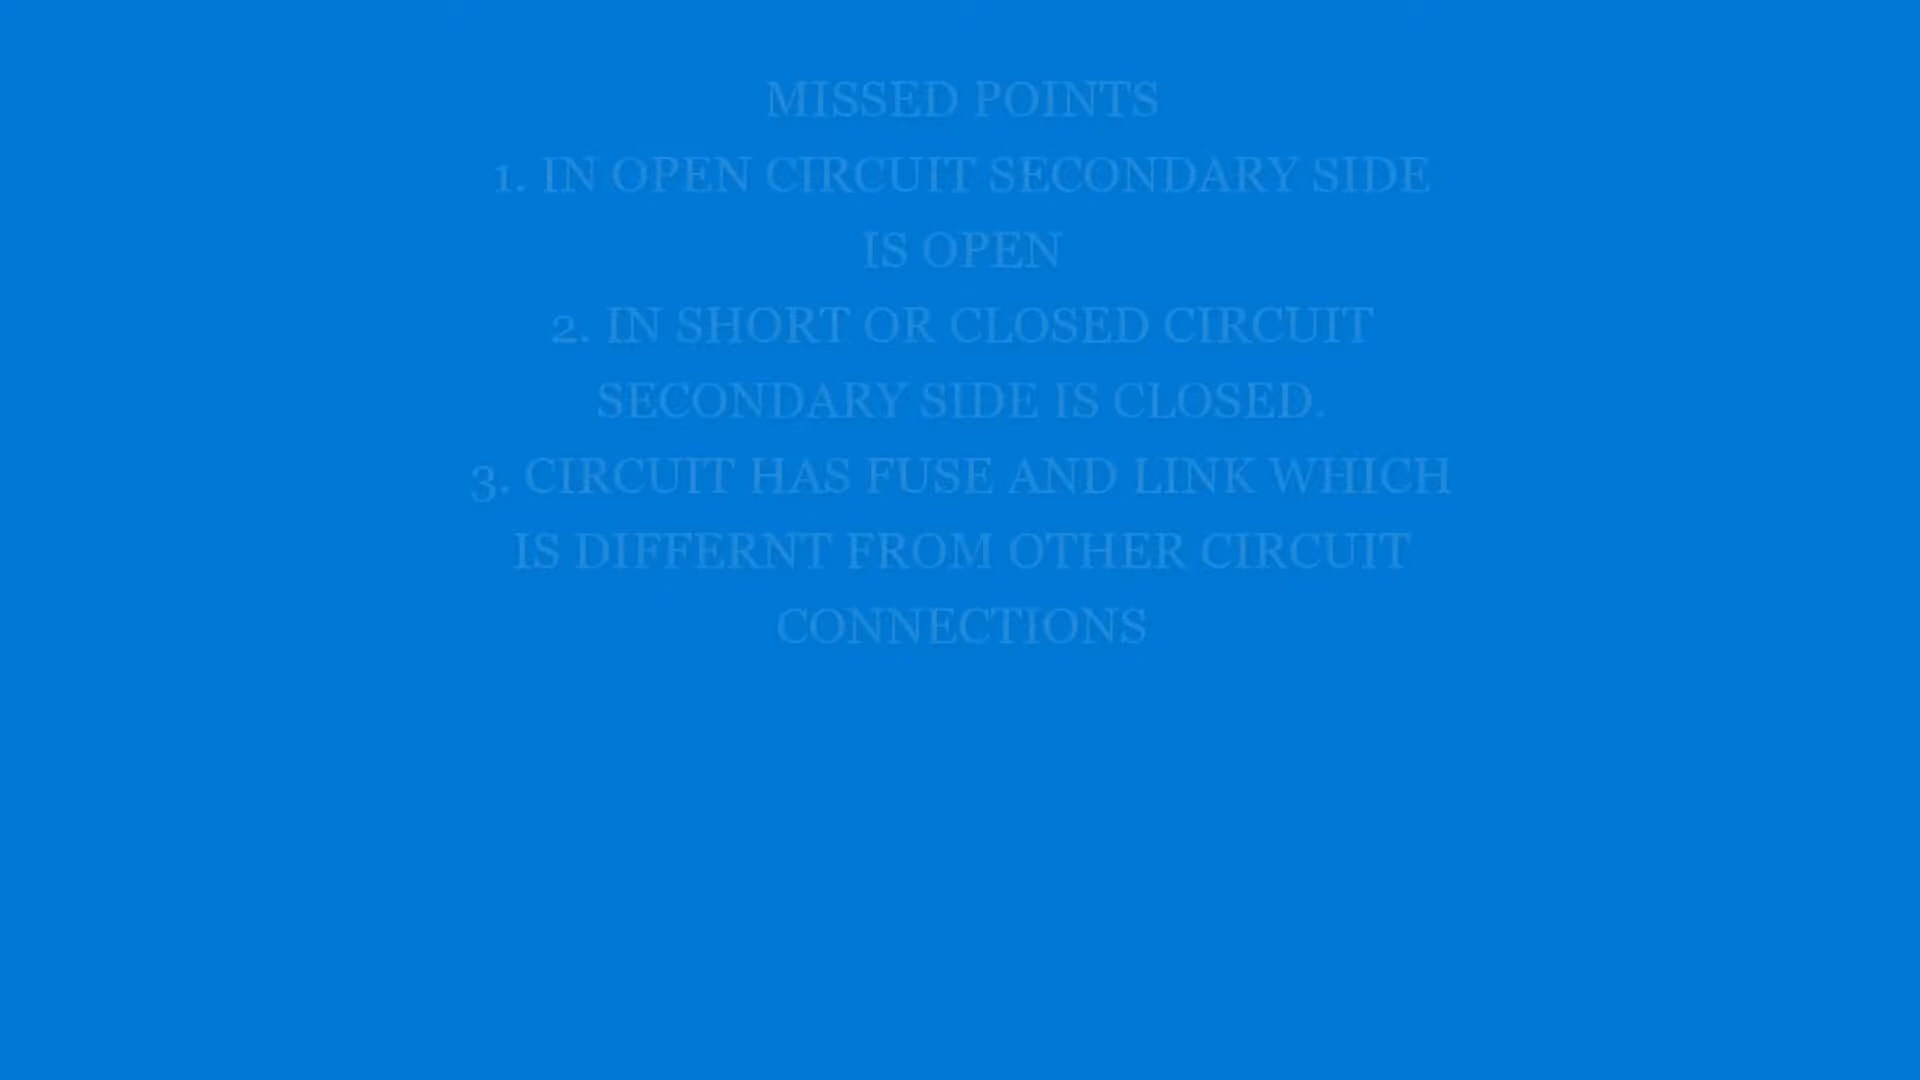 MISSED POINTS
1. IN OPEN CIRCUIT SECONDARY SIDE
IS OPEN
2. IN SHORT OR CLOSED CIRCUIT
SECONDARY SIDE IS CLOSED.
3. CIRCUIT HAS FUSE AND LINK WHICH
IS DIFFERNT FROM OTHER CIRCUIT
CONNECTIONS